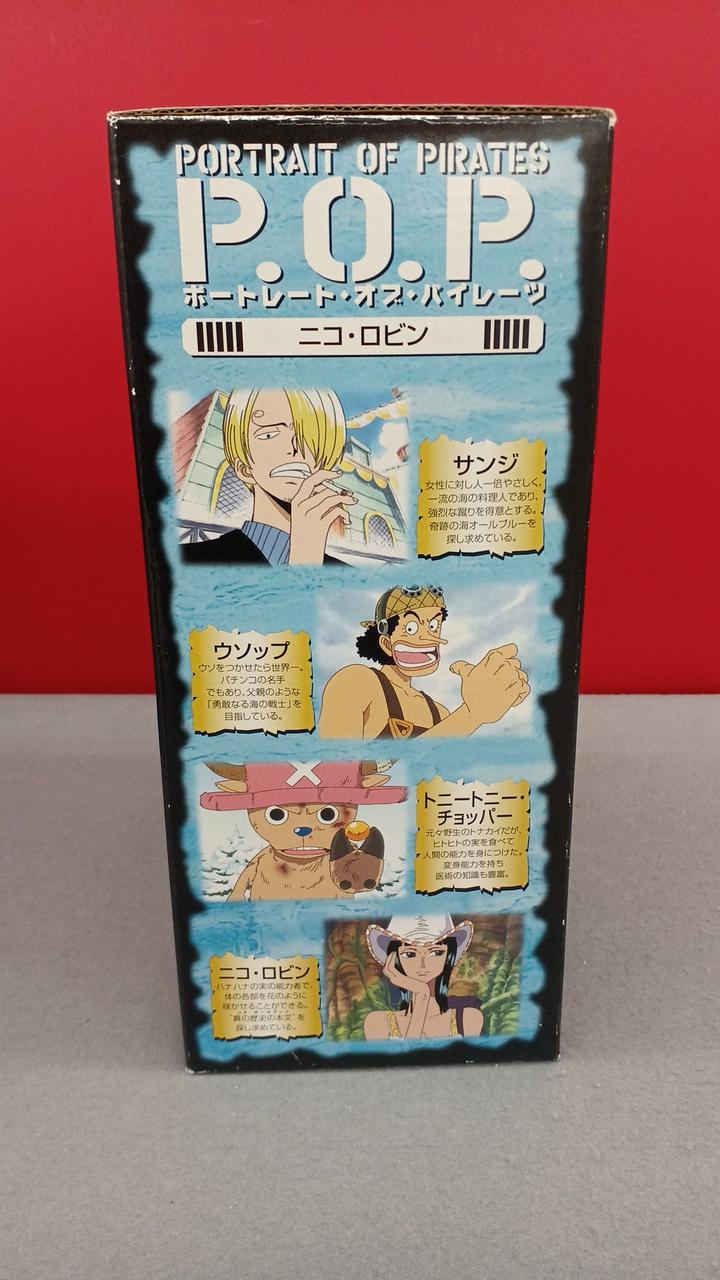 PORTRAIT OF PIRATES
P.O.P.
ポートレート・オブ・パイレーツ
ニコ・ロビン
サンジ
女性に対し人一倍やさしく、
一流の海の料理人であり、
強烈な蹴りを得意とする。
奇跡の海オールブルーを
探し求めている。
ウソップ
ウソをつかせたら世界一。
パチンコの名手
でもあり、父親のような
「勇敢なる海の戦士」を
目指している。
トニートニー・
チョッパー
元々野生のトナカイだが、
ヒトヒトの実を食べて
人間の能力を身につけた。
変身能力を持ち
医術の知識も豊富。
ニコ・ロビン
ハナハナの実の能力者で、
体の各部を花のように
咲かせることができる。
“真の歴史の本文”を
探し求めている。